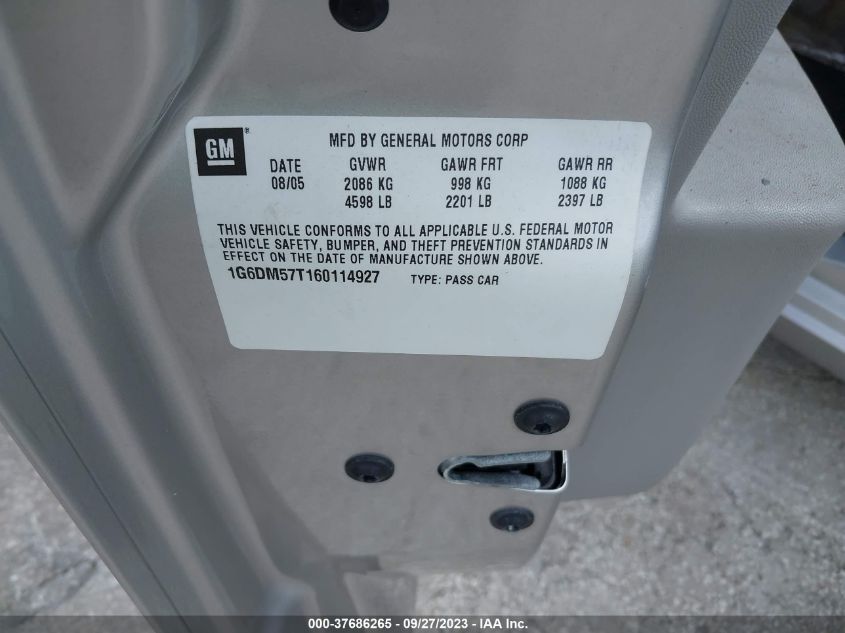 GM ®
MFD BY GENERAL MOTORS CORP
DATE GVWR GAWR FRT GAWR RR
08/05 2086 KG 998 KG 1088 KG
4598 LB 2201 LB 2397 LB
THIS VEHICLE CONFORMS TO ALL APPLICABLE U.S. FEDERAL MOTOR
VEHICLE SAFETY, BUMPER, AND THEFT PREVENTION STANDARDS IN
EFFECT ON THE DATE OF MANUFACTURE SHOWN ABOVE.
1G6DM57T160114927 TYPE: PASS CAR
000-37686265 - 09/27/2023 - IAA Inc.